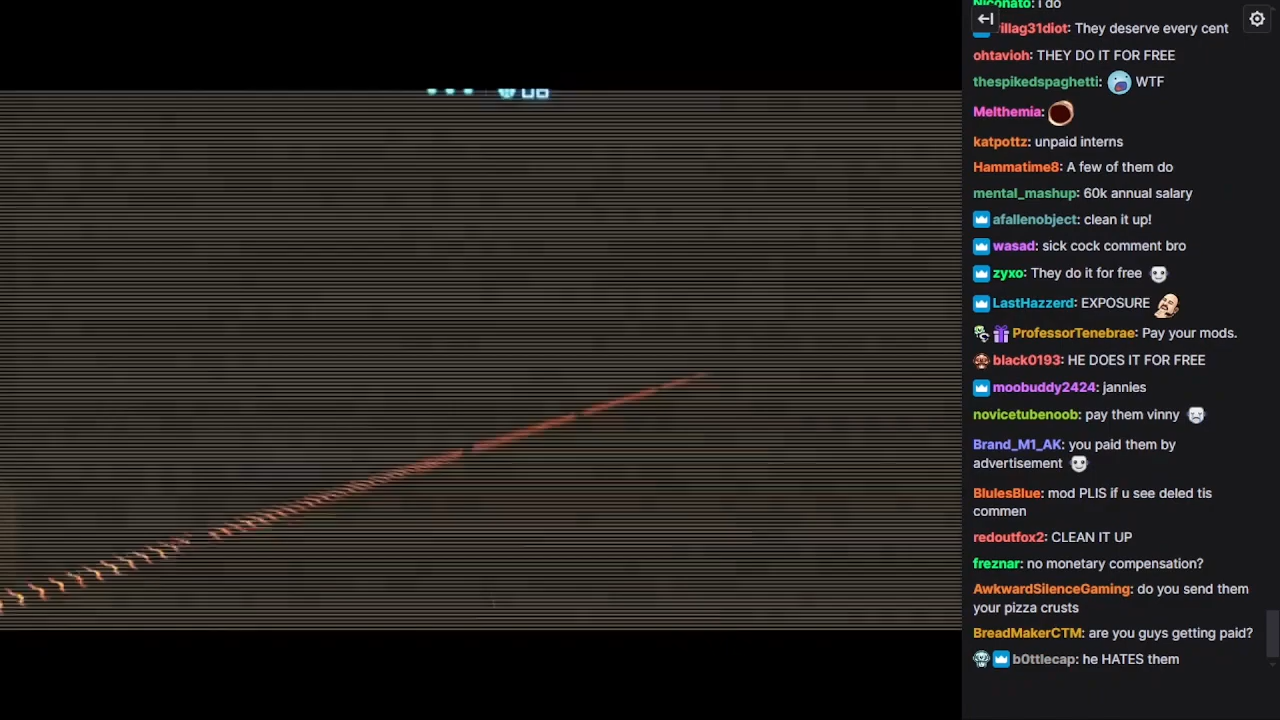 08
Niconato: I do
villag31diot: They deserve every cent
ohtavioh: THEY DO IT FOR FREE
thespikedspaghetti: WTF
Melthemia:
katpottz: unpaid interns
Hammatime8: A few of them do
mental_mashup: 60k annual salary
afallenobject: clean it up!
wasad: sick cock comment bro
zyxo: They do it for free
LastHazzerd: EXPOSURE
ProfessorTenebrae: Pay your mods.
black0193: HE DOES IT FOR FREE
moobuddy2424: jannies
novicetubenoob: pay them vinny
Brand_M1_AK: you paid them by
advertisement
BlulesBlue: mod PLIS if u see deled tis
commen
redoutfox2: CLEAN IT UP
freznar: no monetary compensation?
AwkwardSilenceGaming: do you send them
your pizza crusts
BreadMakerCTM: are you guys getting paid?
b0ttlecap: he HATES them